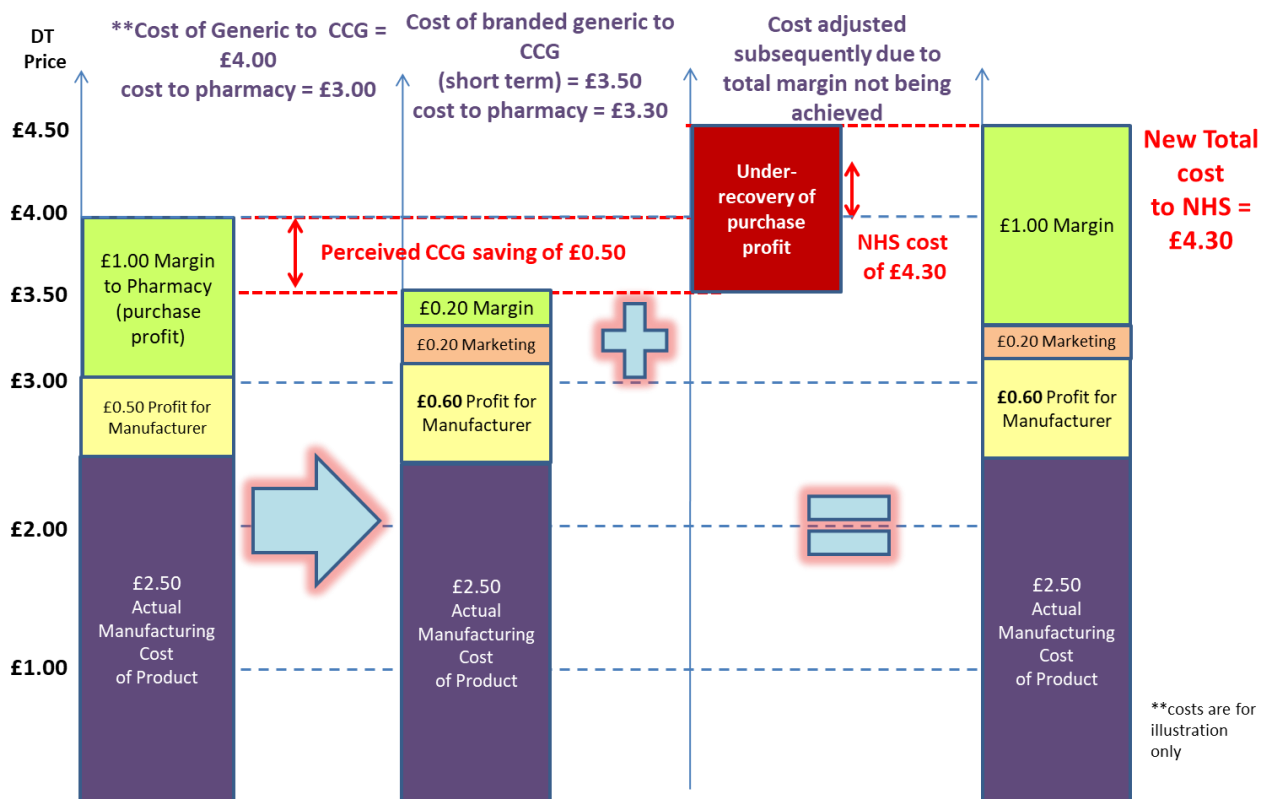 DT
Price
**Cost of Generic to CCG =
£4.00
cost to pharmacy = £3.00
Cost of branded generic to
CCG
(short term) = £3.50
cost to pharmacy = £3.30
Cost adjusted
subsequently due to
total margin not being
achieved
£4.50
£4.00
£3.50
£3.00
£2.00
£1.00
£1.00 Margin
to Pharmacy
(purchase
profit)
£0.50 Profit for
Manufacturer
£2.50
Actual
Manufacturing
Cost
of Product
Perceived CCG saving of £0.50
£0.20 Margin
£0.20 Marketing
£0.60 Profit for
Manufacturer
£2.50
Actual
Manufacturing
Cost
of Product
Under-
recovery of
purchase
profit
NHS cost
of £4.30
£1.00 Margin
£0.20 Marketing
£0.60 Profit for
Manufacturer
£2.50
Actual
Manufacturing
Cost
of Product
New Total
cost
to NHS =
£4.30
**costs are for
illustration
only